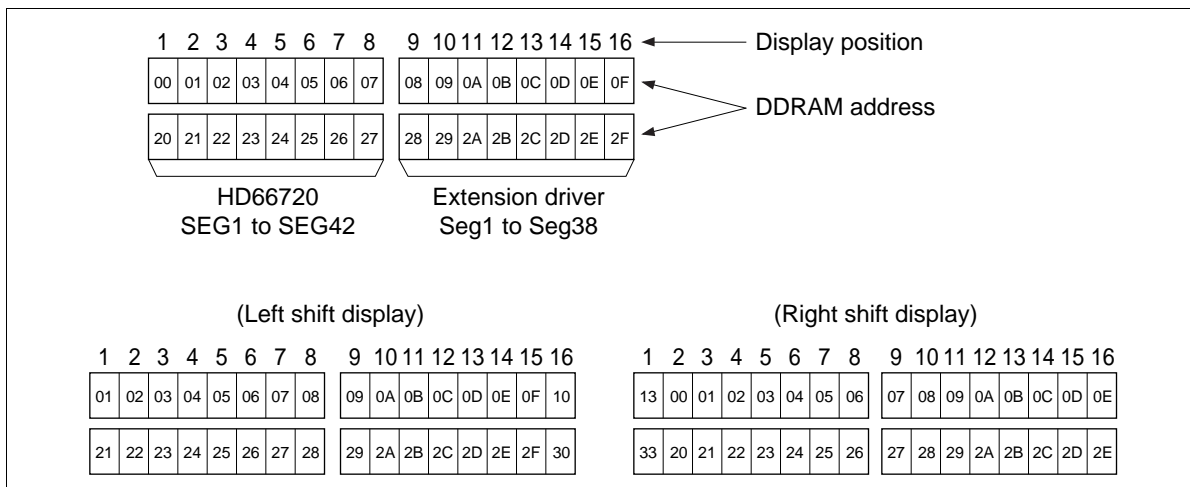 1 2 3 4 5 6 7 8 9 10 11 12 13 14 15 16 Display position
00 01 02 03 04 05 06 07 08 09 0A 0B 0C 0D 0E 0F
DDRAM address
20 21 22 23 24 25 26 27 28 29 2A 2B 2C 2D 2E 2F
HD66720 Extension driver
SEG1 to SEG42 Seg1 to Seg38
(Left shift display) (Right shift display)
1 2 3 4 5 6 7 8 9 10 11 12 13 14 15 16 1 2 3 4 5 6 7 8 9 10 11 12 13 14 15 16
01 02 03 04 05 06 07 08 09 0A 0B 0C 0D 0E 0F 10 13 00 01 02 03 04 05 06 07 08 09 0A 0B 0C 0D 0E
21 22 23 24 25 26 27 28 29 2A 2B 2C 2D 2E 2F 30 33 20 21 22 23 24 25 26 27 28 29 2A 2B 2C 2D 2E